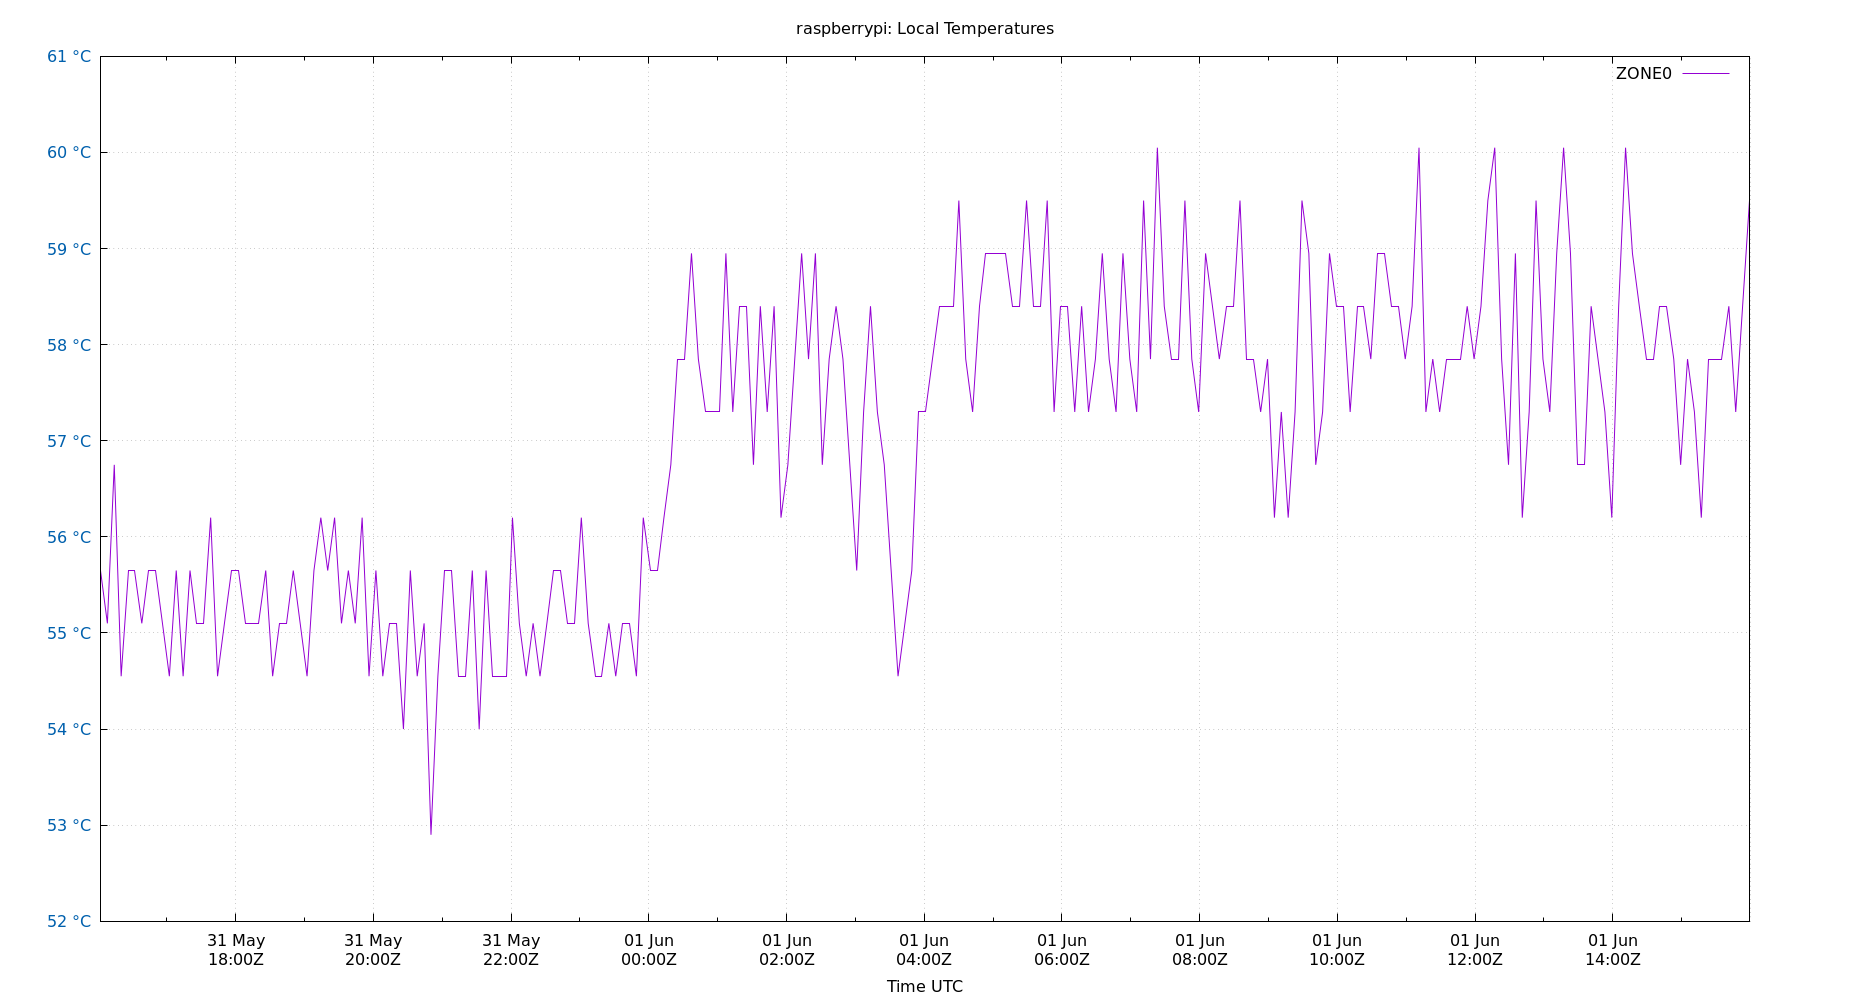 raspberrypi: Local Temperatures
61 °C
ZONE0
60 °C
59 °C
58 °C
57 °C
56 °C
55 °C
54 °C
53 °C
52 °C
31 May 31 May 31 May 01 Jun 01 Jun 01 Jun 01 Jun 01 Jun 01 Jun 01 Jun 01 Jun
18:00Z 20:00Z 22:00Z 00:00Z 02:00Z 04:00Z 06:00Z 08:00Z 10:00Z 12:00Z 14:00Z
Time UTC